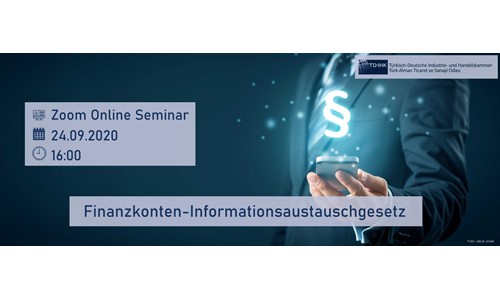 TD-IHK
Türkisch-Deutsche Industrie- und Handelskammer
Türk-Alman Ticaret ve Sanayi Odası
Zoom Online Seminar
24.09.2020
16:00
§
Finanzkonten-Informationsaustauschgesetz